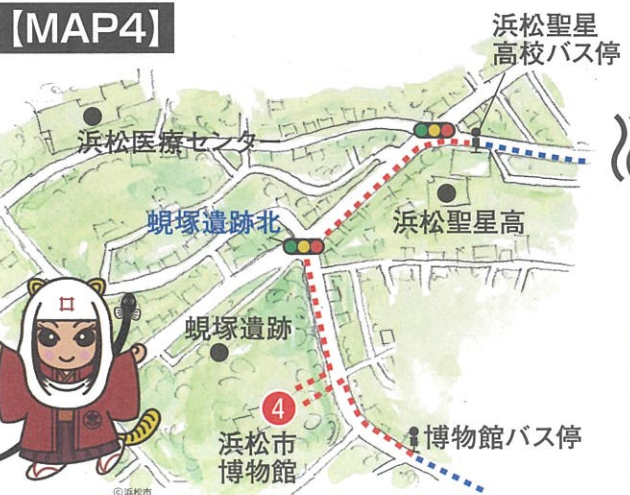 【MAP4】
浜松聖星
高校バス停
浜松医療センター
蜆塚遺跡北
浜松聖星高
蜆塚遺跡
4
浜松市
博物館
博物館バス停
©浜松市